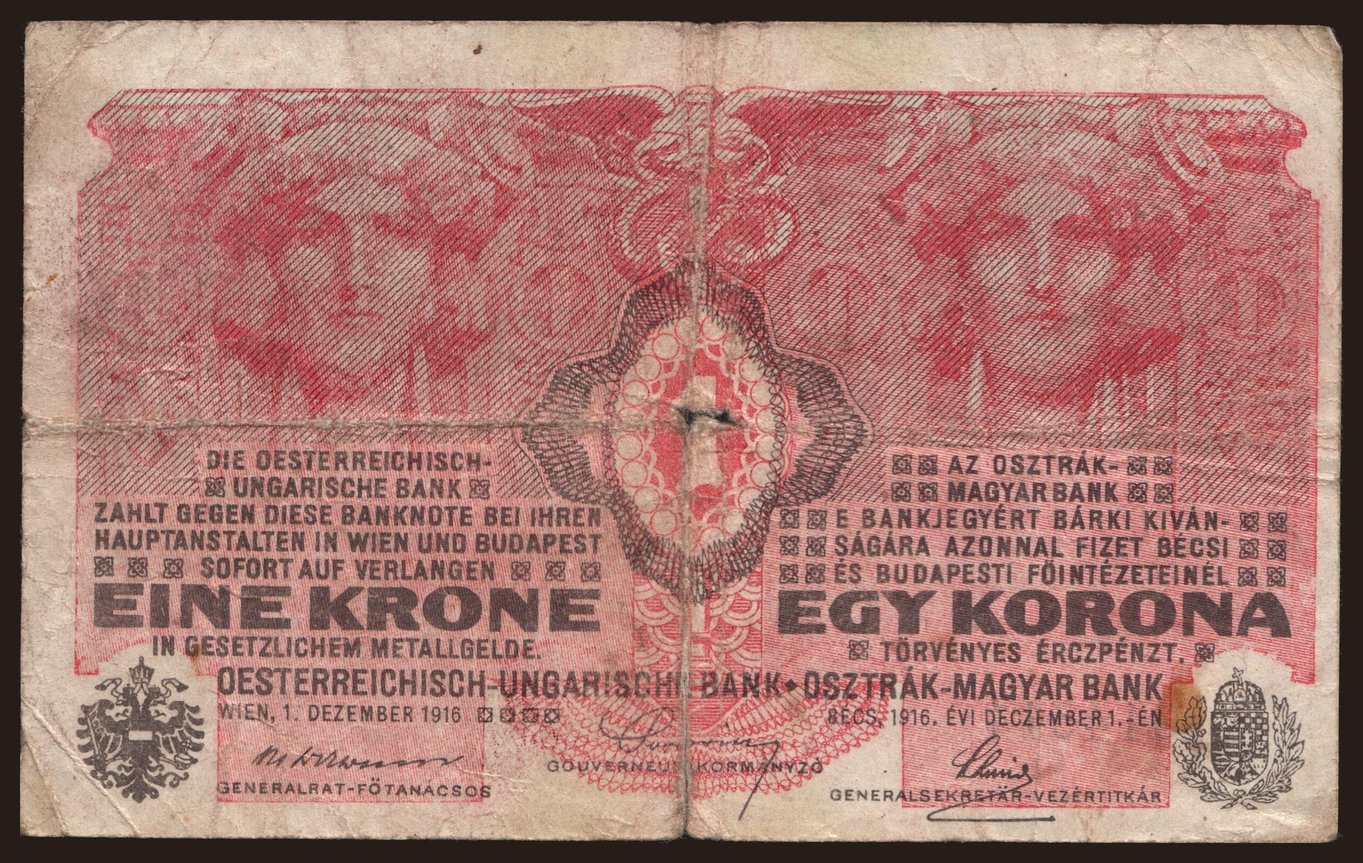 DIE OESTERREICHISCH-
UNGARISCHE BANK
ZAHLT GEGEN DIESE BANKNOTE BEI IHREN
HAUPTANSTALTEN IN WIEN UND BUDAPEST
SOFORT AUF VERLANGEN
EINE KRONE
IN GESETZLICHEM METALLGELDE.
AZ OSZTRÁK-
MAGYAR BANK
E BANKJEGYÉRT BÁRKI KIVÁN-
SÁGÁRA AZONNAL FIZET BÉCSI
ÉS BUDAPESTI FŐINTÉZETEINÉL
EGY KORONA
TÖRVÉNYES ÉRCZPÉNZT.
OESTERREICHISCH-UNGARISCHE BANK • OSZTRÁK-MAGYAR BANK
WIEN, 1. DEZEMBER 1916
BÉCS, 1916. ÉVI DECZEMBER 1.-ÉN
GENERALRAT-FŐTANÁCSOS
GOUVERNEUR KORMÁNYZÓ
GENERALSEKRETÄR-VEZÉRTITKÁR
1